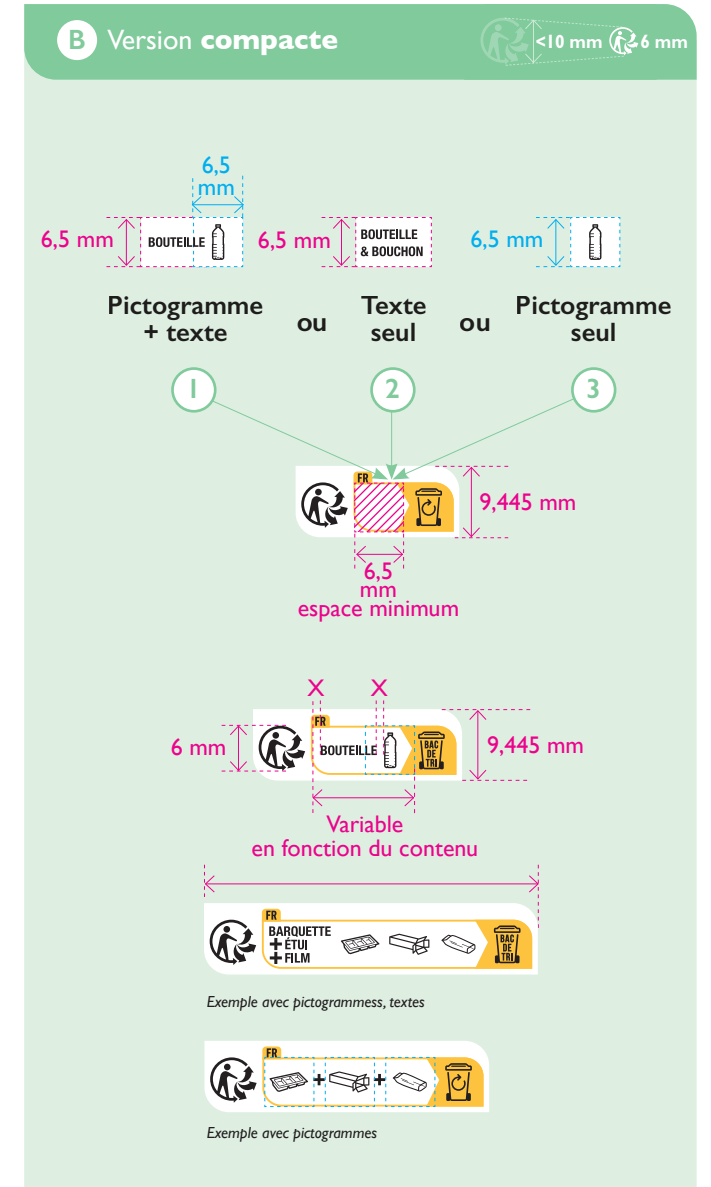 B Version compacte
<10 mm 6 mm
6,5
mm
6,5 mm
BOUTEILLE
6,5 mm
BOUTEILLE
& BOUCHON
6,5 mm
Pictogramme
+ texte
ou
Texte
seul
ou
Pictogramme
seul
1
2
3
FR
9,445 mm
6,5
mm
espace minimum
X X
FR
6 mm
BOUTEILLE
BAC
DE
TRI
9,445 mm
Variable
en fonction du contenu
FR
BARQUETTE
+ ÉTUI
+ FILM
BAC
DE
TRI
Exemple avec pictogrammess, textes
FR
+ +
Exemple avec pictogrammes